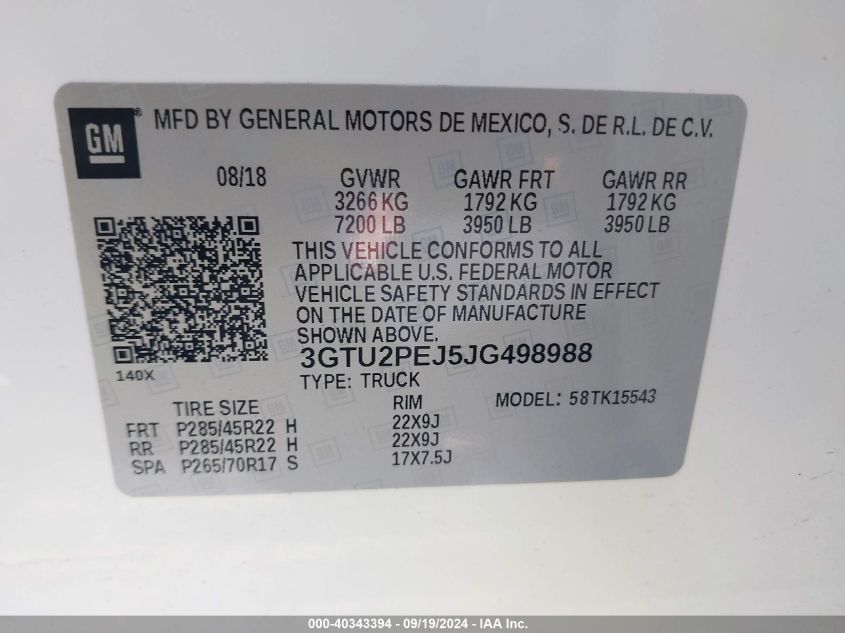 GM ® MFD BY GENERAL MOTORS DE MEXICO, S. DE R.L. DE C.V.
08/18 GVWR GAWR FRT GAWR RR
3266 KG 1792 KG 1792 KG
7200 LB 3950 LB 3950 LB
THIS VEHICLE CONFORMS TO ALL
APPLICABLE U.S. FEDERAL MOTOR
VEHICLE SAFETY STANDARDS IN EFFECT
ON THE DATE OF MANUFACTURE
SHOWN ABOVE.
3GTU2PEJ5JG498988
140X TYPE: TRUCK
MODEL: 58TK15543
TIRE SIZE RIM
FRT P285/45R22 H 22X9J
RR P285/45R22 H 22X9J
SPA P265/70R17 S 17X7.5J
000-40343394 - 09/19/2024 - IAA Inc.